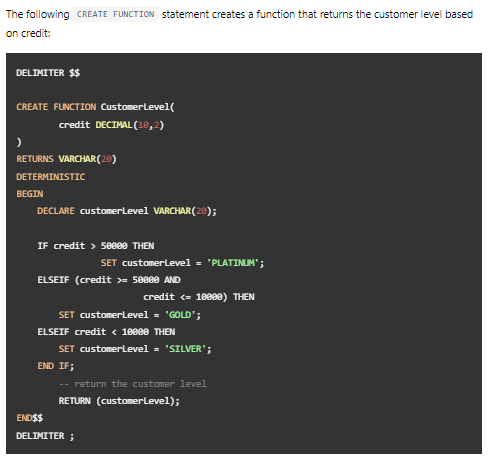 The following CREATE FUNCTION statement creates a function that returns the customer level based
on credit:
DELIMITER $$
CREATE FUNCTION CustomerLevel(
credit DECIMAL(10,2)
)
RETURNS VARCHAR(20)
DETERMINISTIC
BEGIN
DECLARE customerLevel VARCHAR(20);
IF credit > 50000 THEN
SET customerLevel = 'PLATINUM';
ELSEIF (credit >= 50000 AND
credit <= 10000) THEN
SET customerLevel = 'GOLD';
ELSEIF credit < 10000 THEN
SET customerLevel = 'SILVER';
END IF;
-- return the customer level
RETURN (customerLevel);
END$$
DELIMITER ;